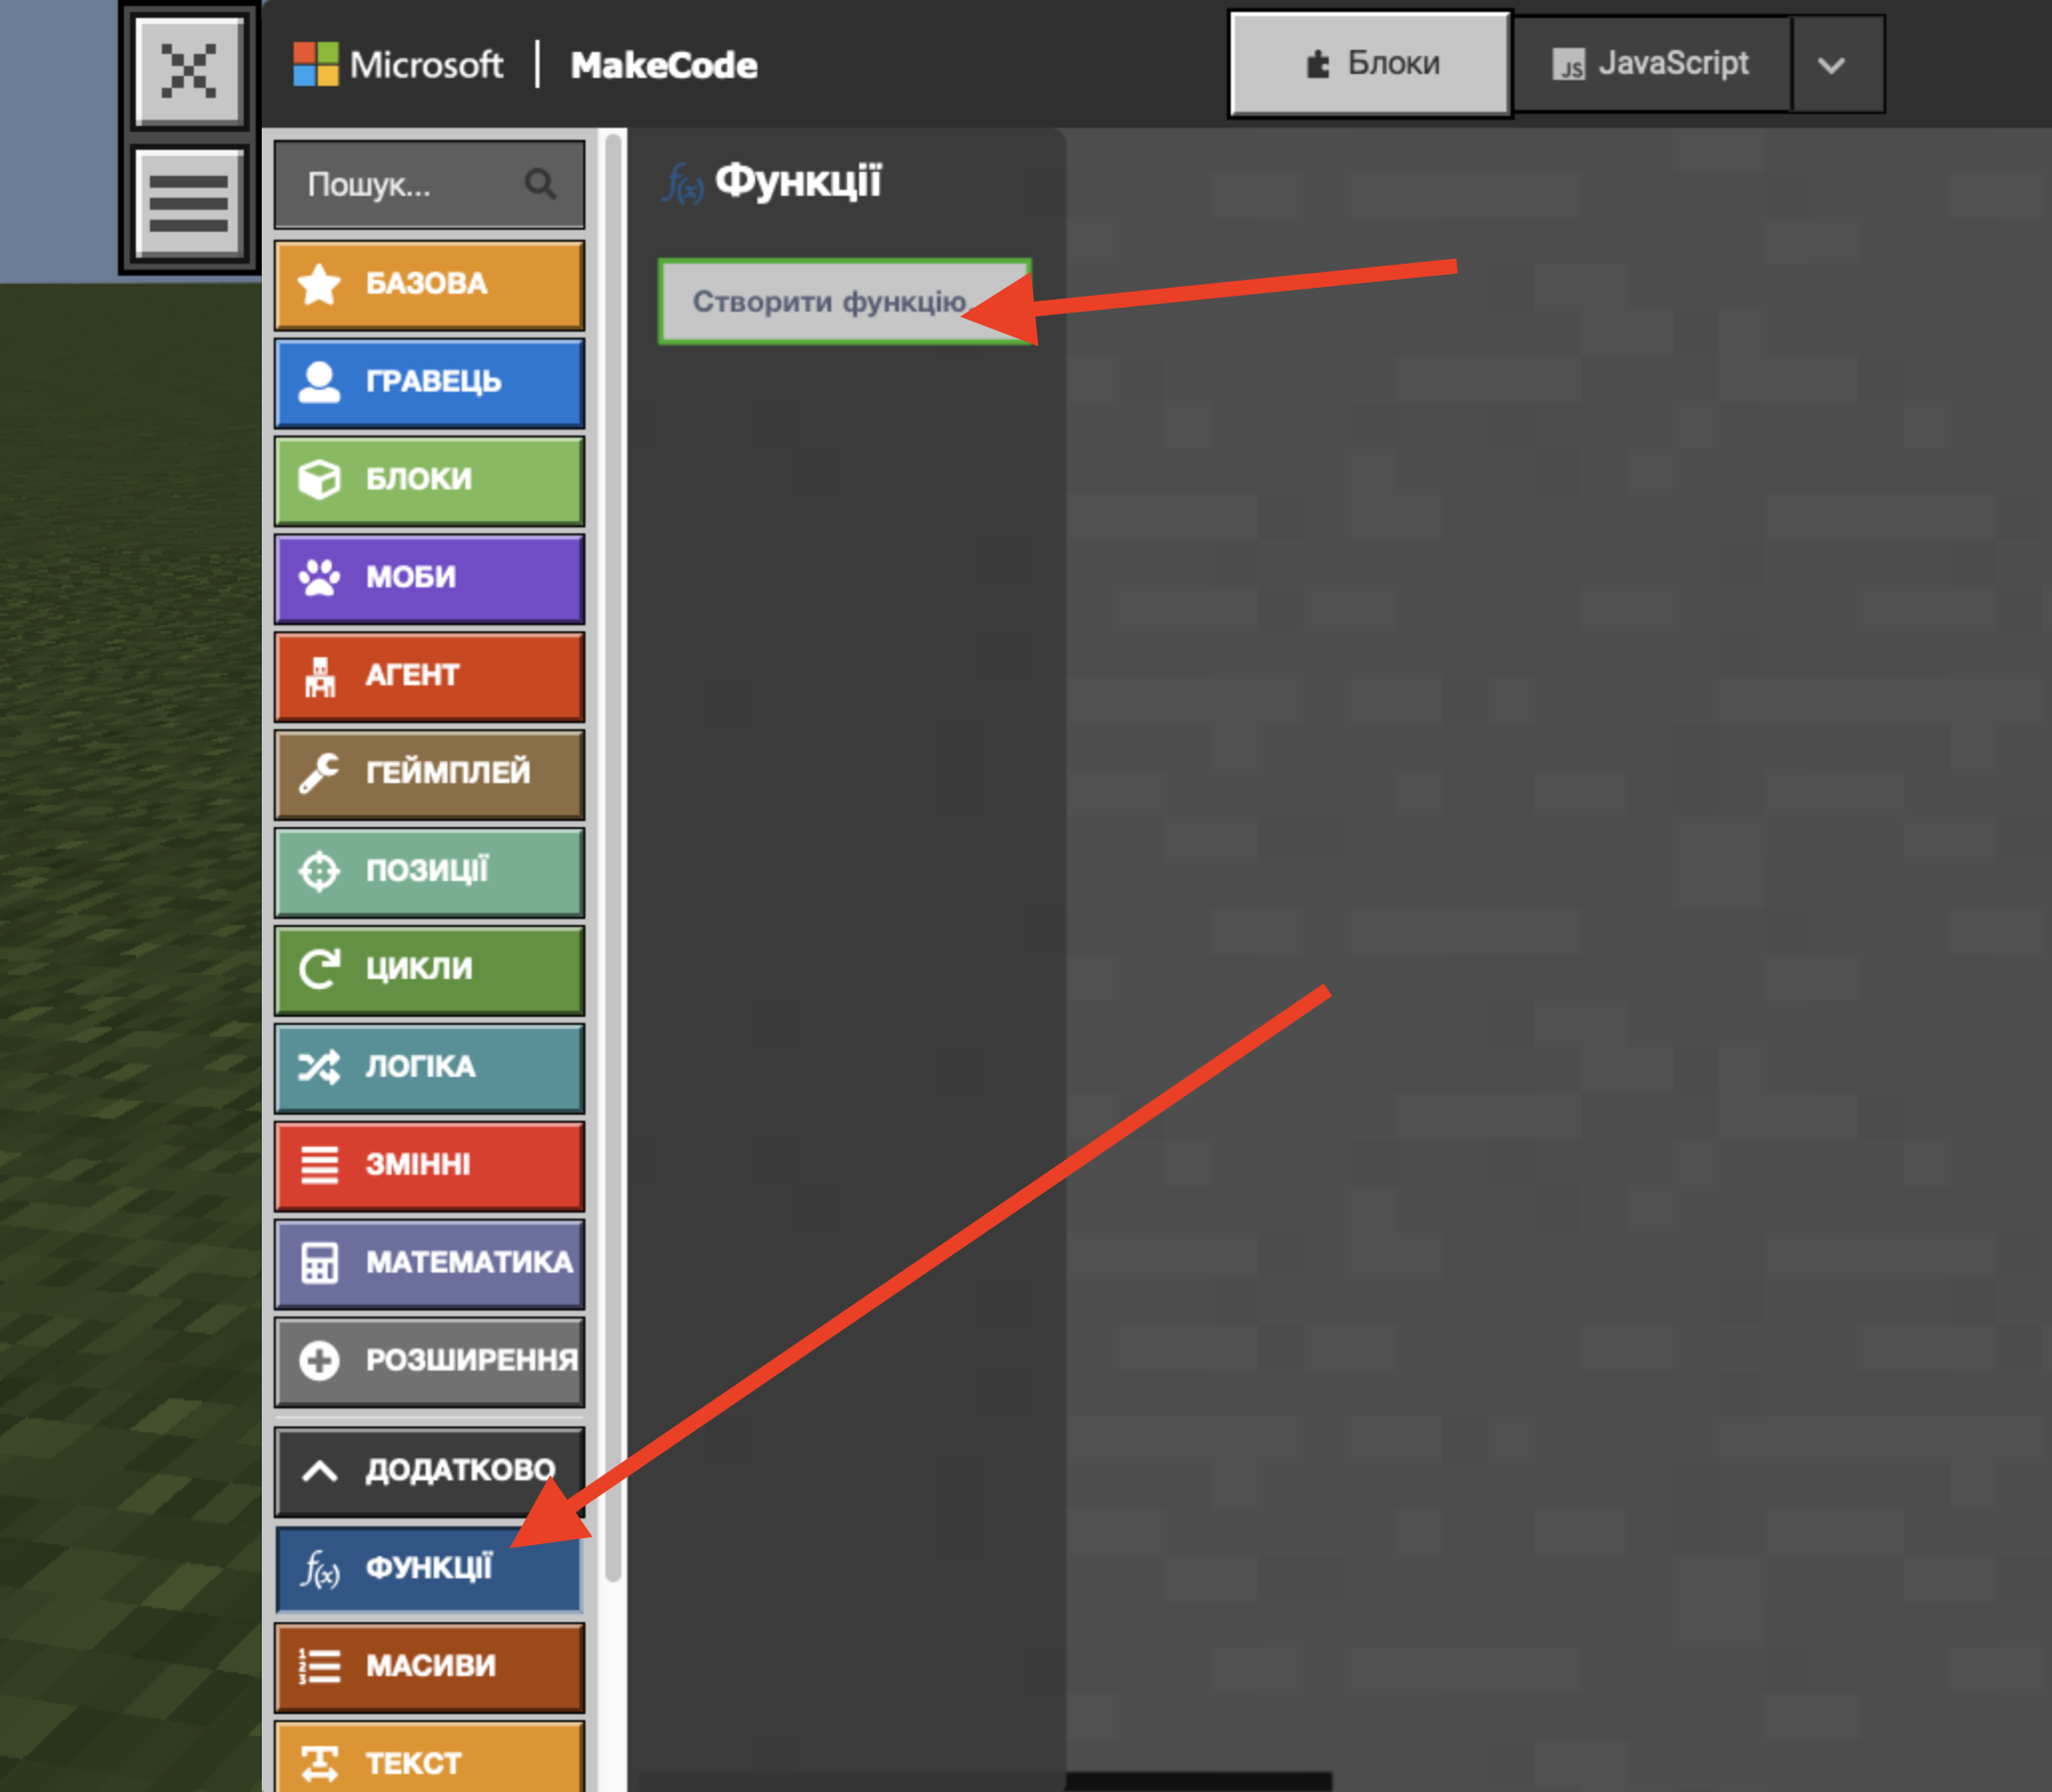 Microsoft | MakeCode
Блоки
JS JavaScript
Пошук...
БАЗОВА
ГРАВЕЦЬ
БЛОКИ
МОБИ
АГЕНТ
ГЕЙМПЛЕЙ
ПОЗИЦІЇ
ЦИКЛИ
ЛОГІКА
ЗМІННІ
МАТЕМАТИКА
РОЗШИРЕННЯ
ДОДАТКОВО
f(x) ФУНКЦІЇ
МАСИВИ
ТЕКСТ
f(x) Функції
Створити функцію